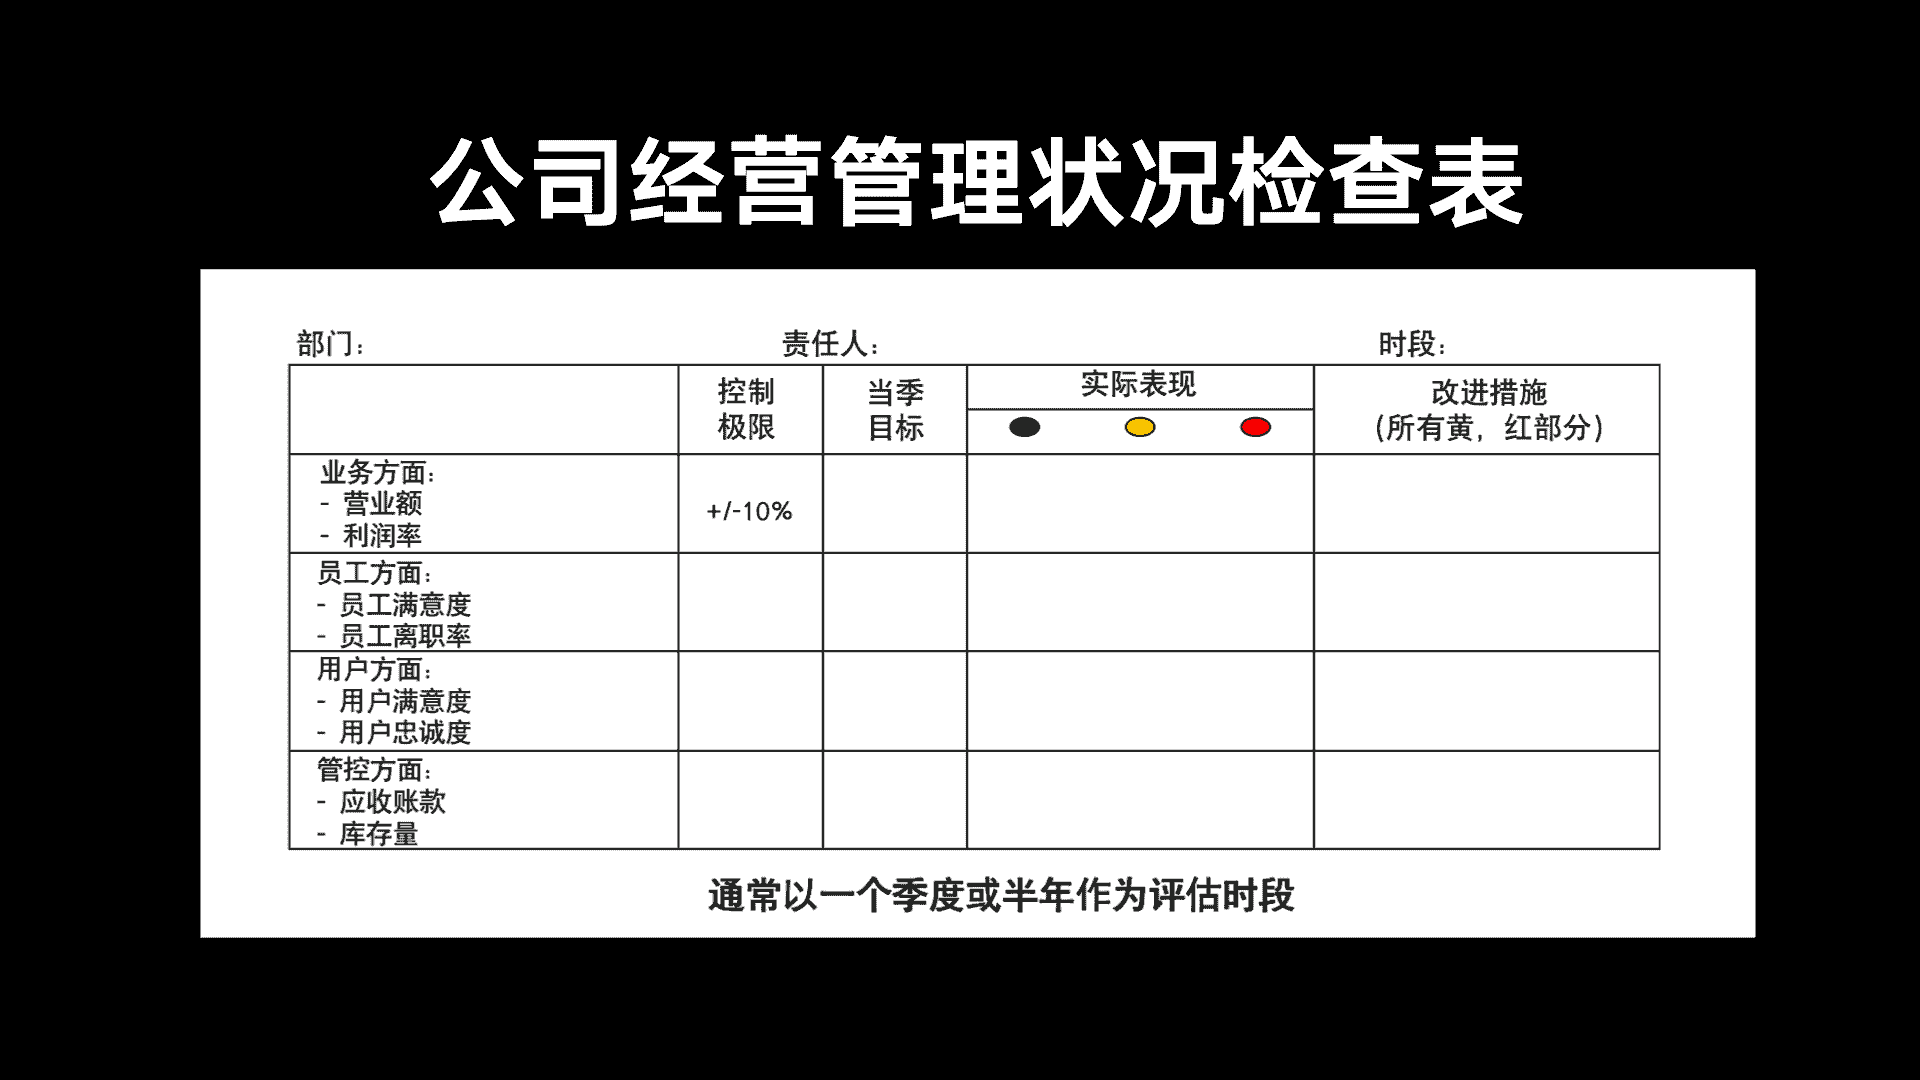 公司经营管理状况检查表
部门: 责任人: 时段:
控制
极限
当季
目标
实际表现
改进措施
(所有黄, 红部分)
业务方面:
- 营业额
- 利润率
+/-10%
员工方面:
- 员工满意度
- 员工离职率
用户方面:
- 用户满意度
- 用户忠诚度
管控方面:
- 应收账款
- 库存量
通常以一个季度或半年作为评估时段